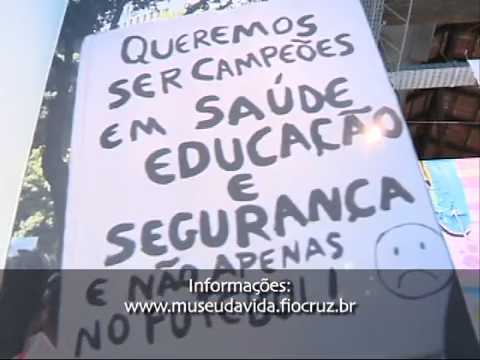 QUEREMOS
SER CAMPEÕES
EM SAÚDE
EDUCAÇÃO
E
SEGURANÇA
E NÃO APENAS
NO FUTEBOL!
Informações:
www.museudavida.fiocruz.br